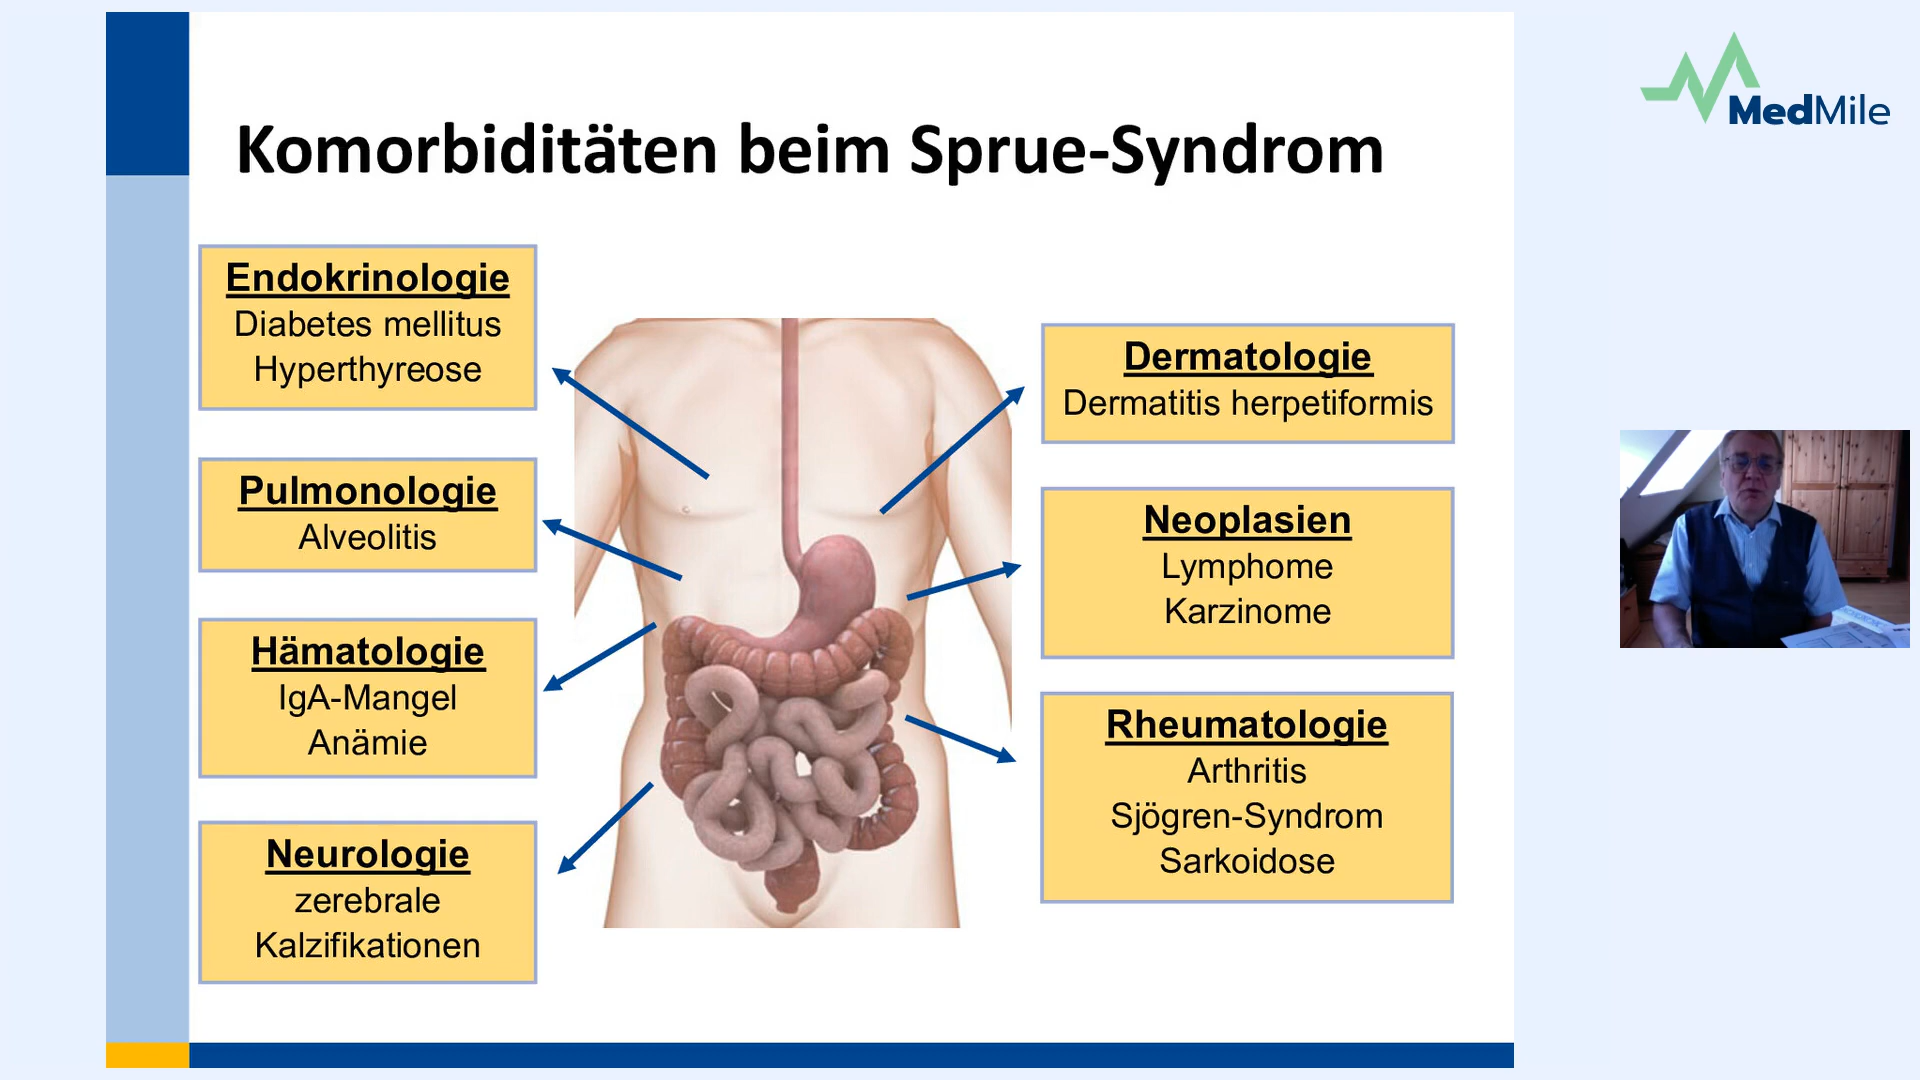 Komorbiditäten beim Sprue-Syndrom
Endokrinologie
Diabetes mellitus
Hyperthyreose
Pulmonologie
Alveolitis
Hämatologie
IgA-Mangel
Anämie
Neurologie
zerebrale
Kalzifikationen
Dermatologie
Dermatitis herpetiformis
Neoplasien
Lymphome
Karzinome
Rheumatologie
Arthritis
Sjögren-Syndrom
Sarkoidose
MedMile